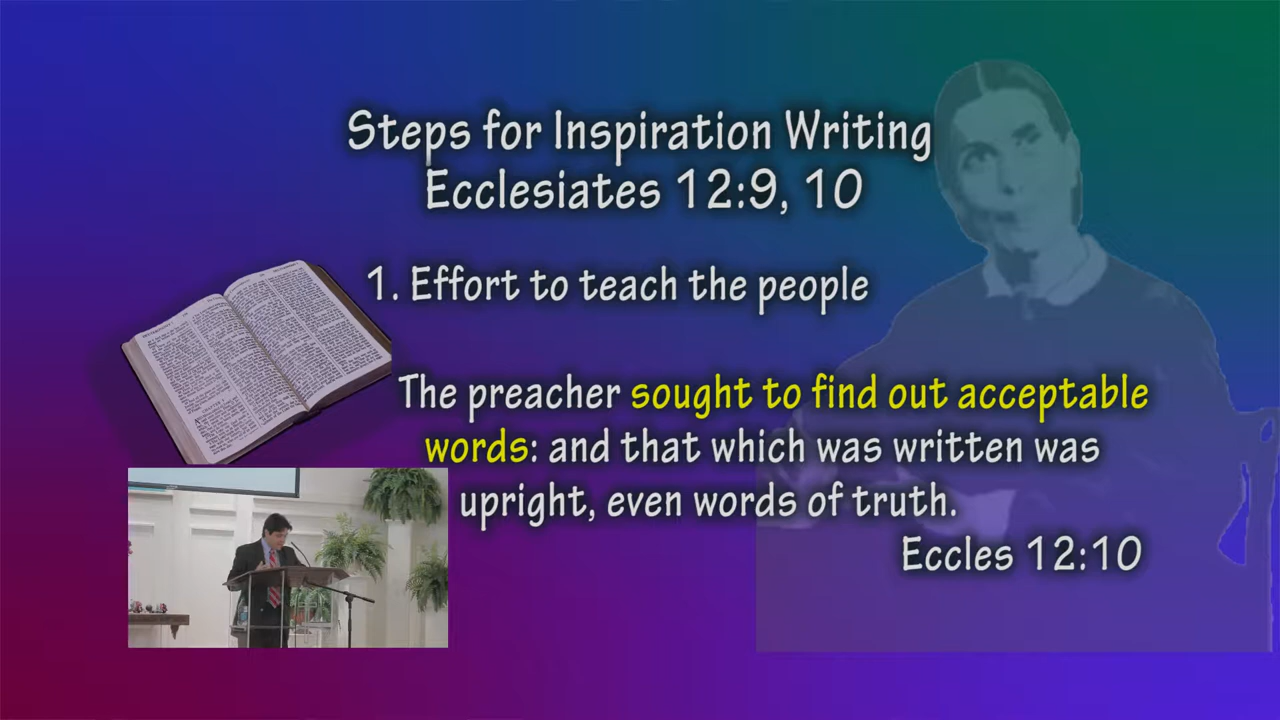 Steps for Inspiration Writing
Ecclesiates 12:9, 10
1. Effort to teach the people
The preacher sought to find out acceptable
words: and that which was written was
upright, even words of truth.
Eccles 12:10